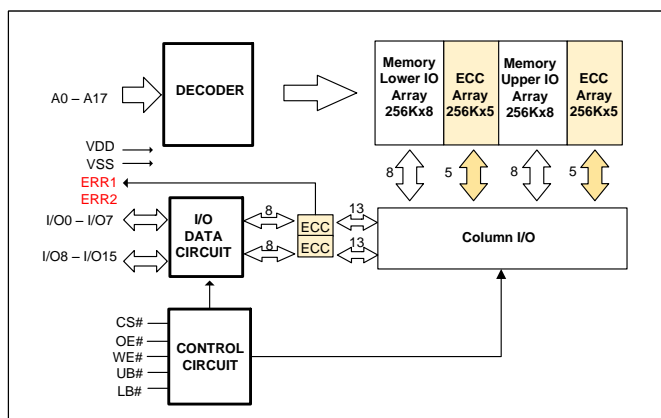 A0 – A17
DECODER
Memory
Lower IO
Array
256Kx8
ECC
Array
256Kx5
Memory
Upper IO
Array
256Kx8
ECC
Array
256Kx5
VDD
VSS
ERR1
ERR2
8
5
8
5
I/O0 – I/O7
I/O8 – I/O15
I/O
DATA
CIRCUIT
8
8
ECC
ECC
13
13
Column I/O
CS#
OE#
WE#
UB#
LB#
CONTROL
CIRCUIT